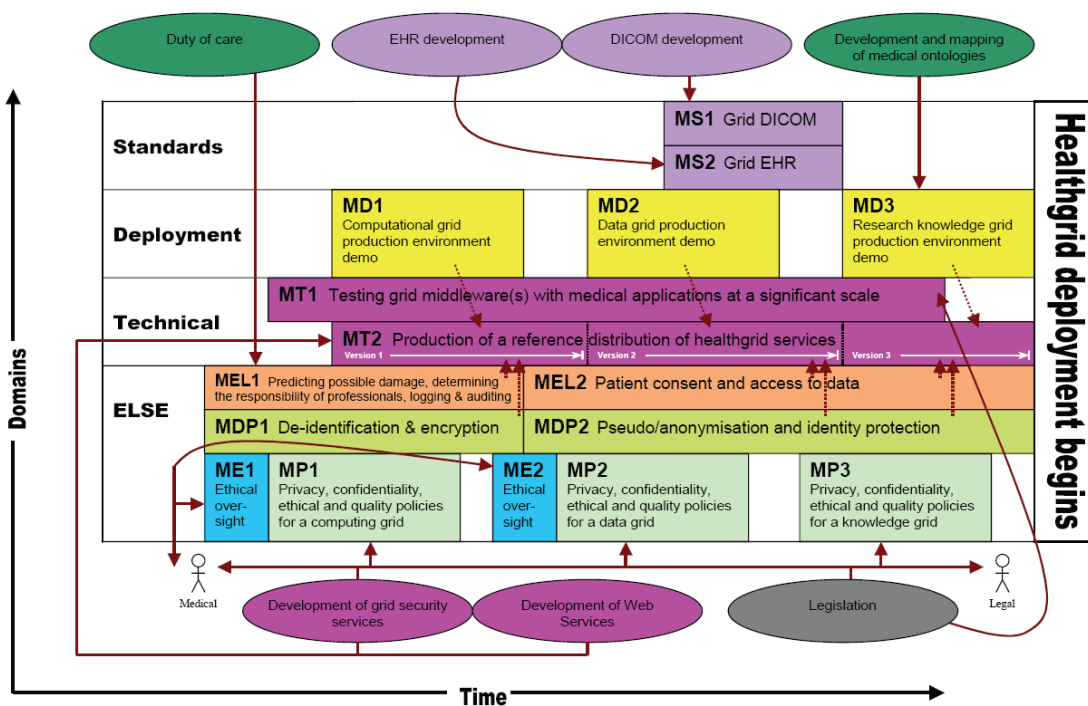 Duty of care
EHR development
DICOM development
Development and mapping
of medical ontologies
Standards
MS1 Grid DICOM
MS2 Grid EHR
Deployment
MD1
Computational grid
production environment
demo
MD2
Data grid production
environment demo
MD3
Research knowledge grid
production environment
demo
Technical
MT1 Testing grid middleware(s) with medical applications at a significant scale
MT2 Production of a reference distribution of healthgrid services
Version 1
Version 2
Version 3
ELSE
MEL1 Predicting possible damage, determining
the responsibility of professionals, logging & auditing
MEL2 Patient consent and access to data
MDP1 De-identification & encryption
MDP2 Pseudo/anonymisation and identity protection
ME1
Ethical
over-
sight
MP1
Privacy, confidentiality,
ethical and quality policies
for a computing grid
ME2
Ethical
over-
sight
MP2
Privacy, confidentiality,
ethical and quality policies
for a data grid
MP3
Privacy, confidentiality,
ethical and quality policies
for a knowledge grid
Healthgrid deployment begins
Domains
Medical
Legal
Development of grid security
services
Development of Web
Services
Legislation
Time